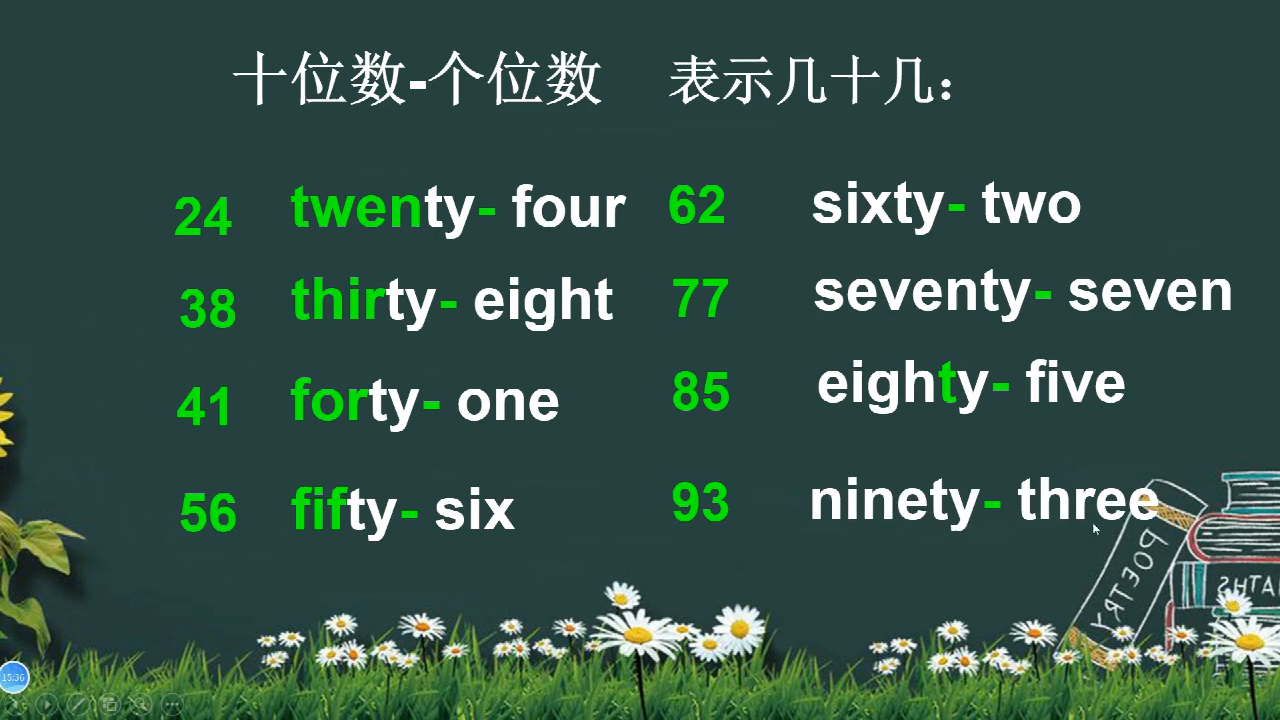 十位数-个位数 表示几十几：
24 twenty- four 62 sixty- two
38 thirty- eight 77 seventy- seven
41 forty- one 85 eighty- five
56 fifty- six 93 ninety- three
POETRY
MATHS
15:36